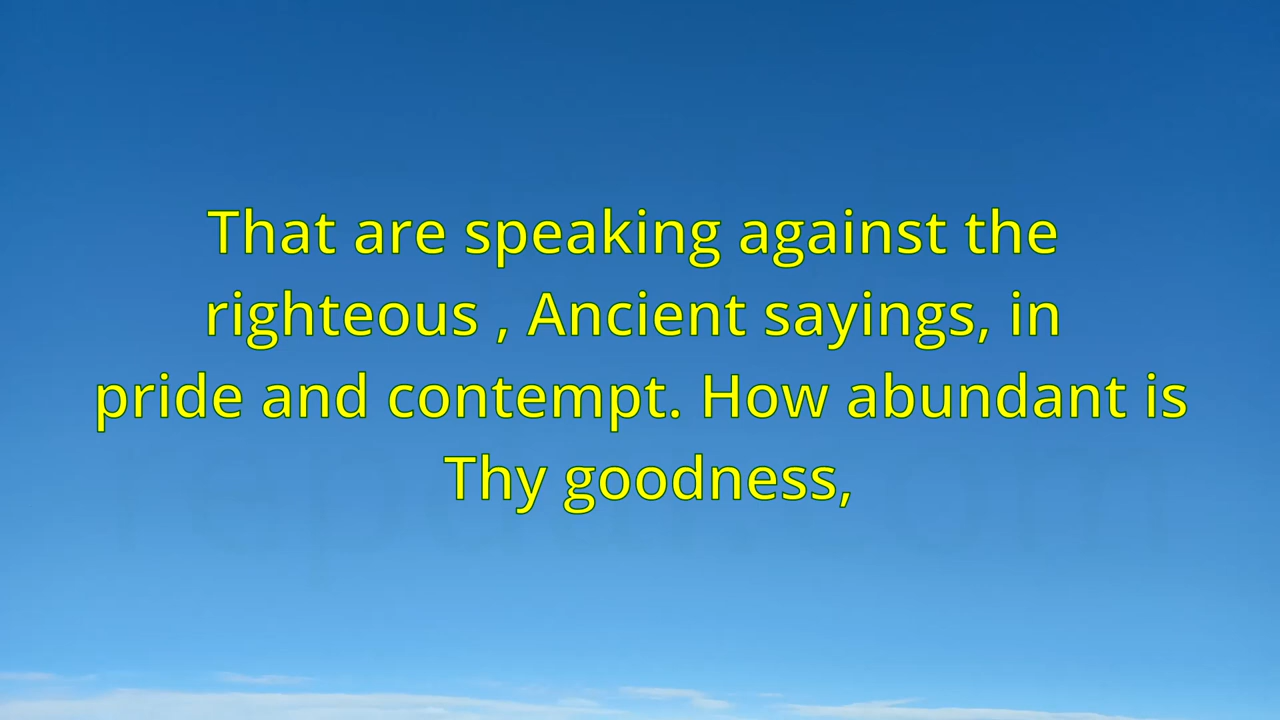 That are speaking against the
righteous , Ancient sayings, in
pride and contempt. How abundant is
Thy goodness,